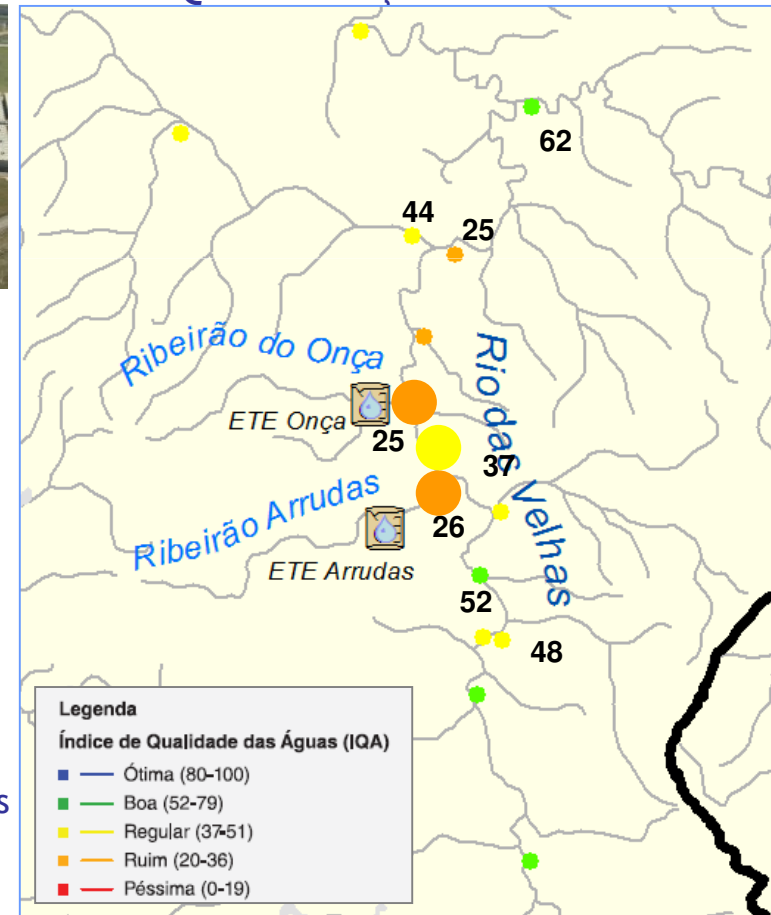 62
44
25
Ribeirão do Onça
Rio das Velhas
ETE Onça
25
37
Ribeirão Arrudas
26
ETE Arrudas
52
48
Legenda
Índice de Qualidade das Águas (IQA)
Ótima (80-100)
Boa (52-79)
Regular (37-51)
Ruim (20-36)
Péssima (0-19)
s